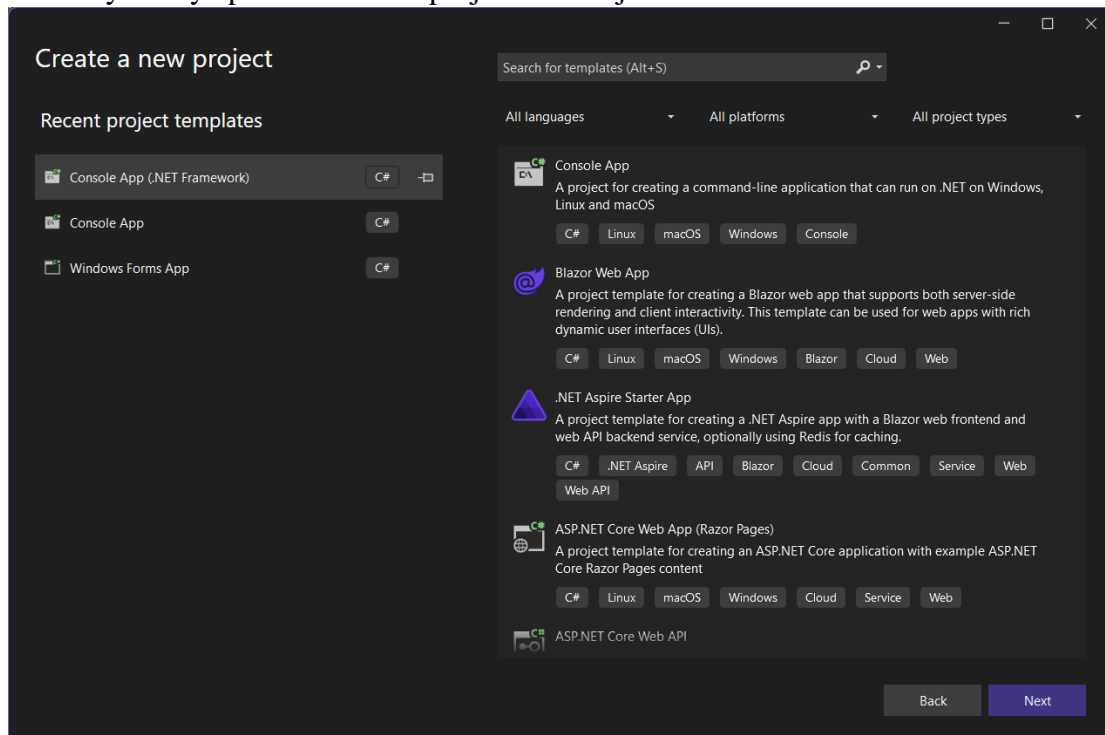 Create a new project
Search for templates (Alt+S)
Recent project templates
All languages
All platforms
All project types
Console App (.NET Framework)
C#
Console App
C#
Windows Forms App
C#
Console App
A project for creating a command-line application that can run on .NET on Windows,
Linux and macOS
C# Linux macOS Windows Console
Blazor Web App
A project template for creating a Blazor web app that supports both server-side
rendering and client interactivity. This template can be used for web apps with rich
dynamic user interfaces (UIs).
C# Linux macOS Windows Blazor Cloud Web
.NET Aspire Starter App
A project template for creating a .NET Aspire app with a Blazor web frontend and
web API backend service, optionally using Redis for caching.
C# .NET Aspire API Blazor Cloud Common Service Web
Web API
ASP.NET Core Web App (Razor Pages)
A project template for creating an ASP.NET Core application with example ASP.NET
Core Razor Pages content
C# Linux macOS Windows Cloud Service Web
ASP.NET Core Web API
Back
Next